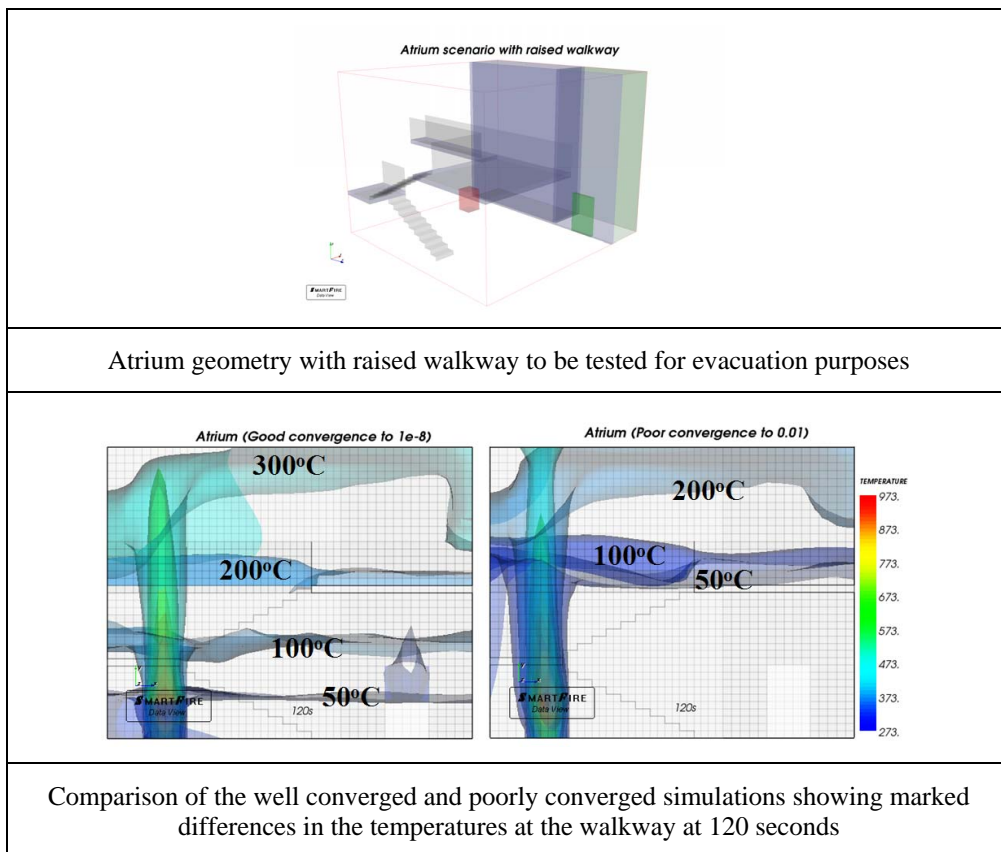 Atrium scenario with raised walkway
SMARTFIRE
Data View
Atrium geometry with raised walkway to be tested for evacuation purposes
Atrium (Good convergence to 1e-8)
300°C
200°C
100°C
50°C
120s
SMARTFIRE
Data View
Atrium (Poor convergence to 0.01)
200°C
100°C
50°C
120s
SMARTFIRE
Data View
TEMPERATURE
973.
873.
773.
673.
573.
473.
373.
273.
Comparison of the well converged and poorly converged simulations showing marked
differences in the temperatures at the walkway at 120 seconds